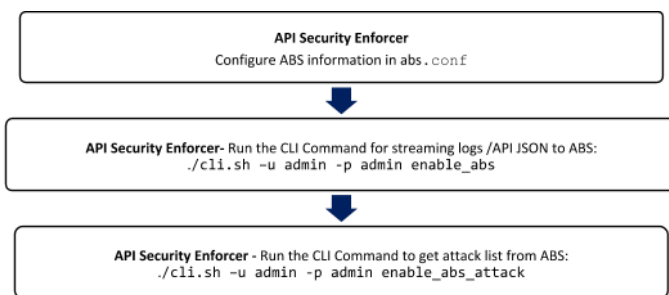 API Security Enforcer
Configure ABS information in abs.conf
API Security Enforcer- Run the CLI Command for streaming logs /API JSON to ABS:
./cli.sh –u admin -p admin enable_abs
API Security Enforcer - Run the CLI Command to get attack list from ABS:
./cli.sh –u admin -p admin enable_abs_attack